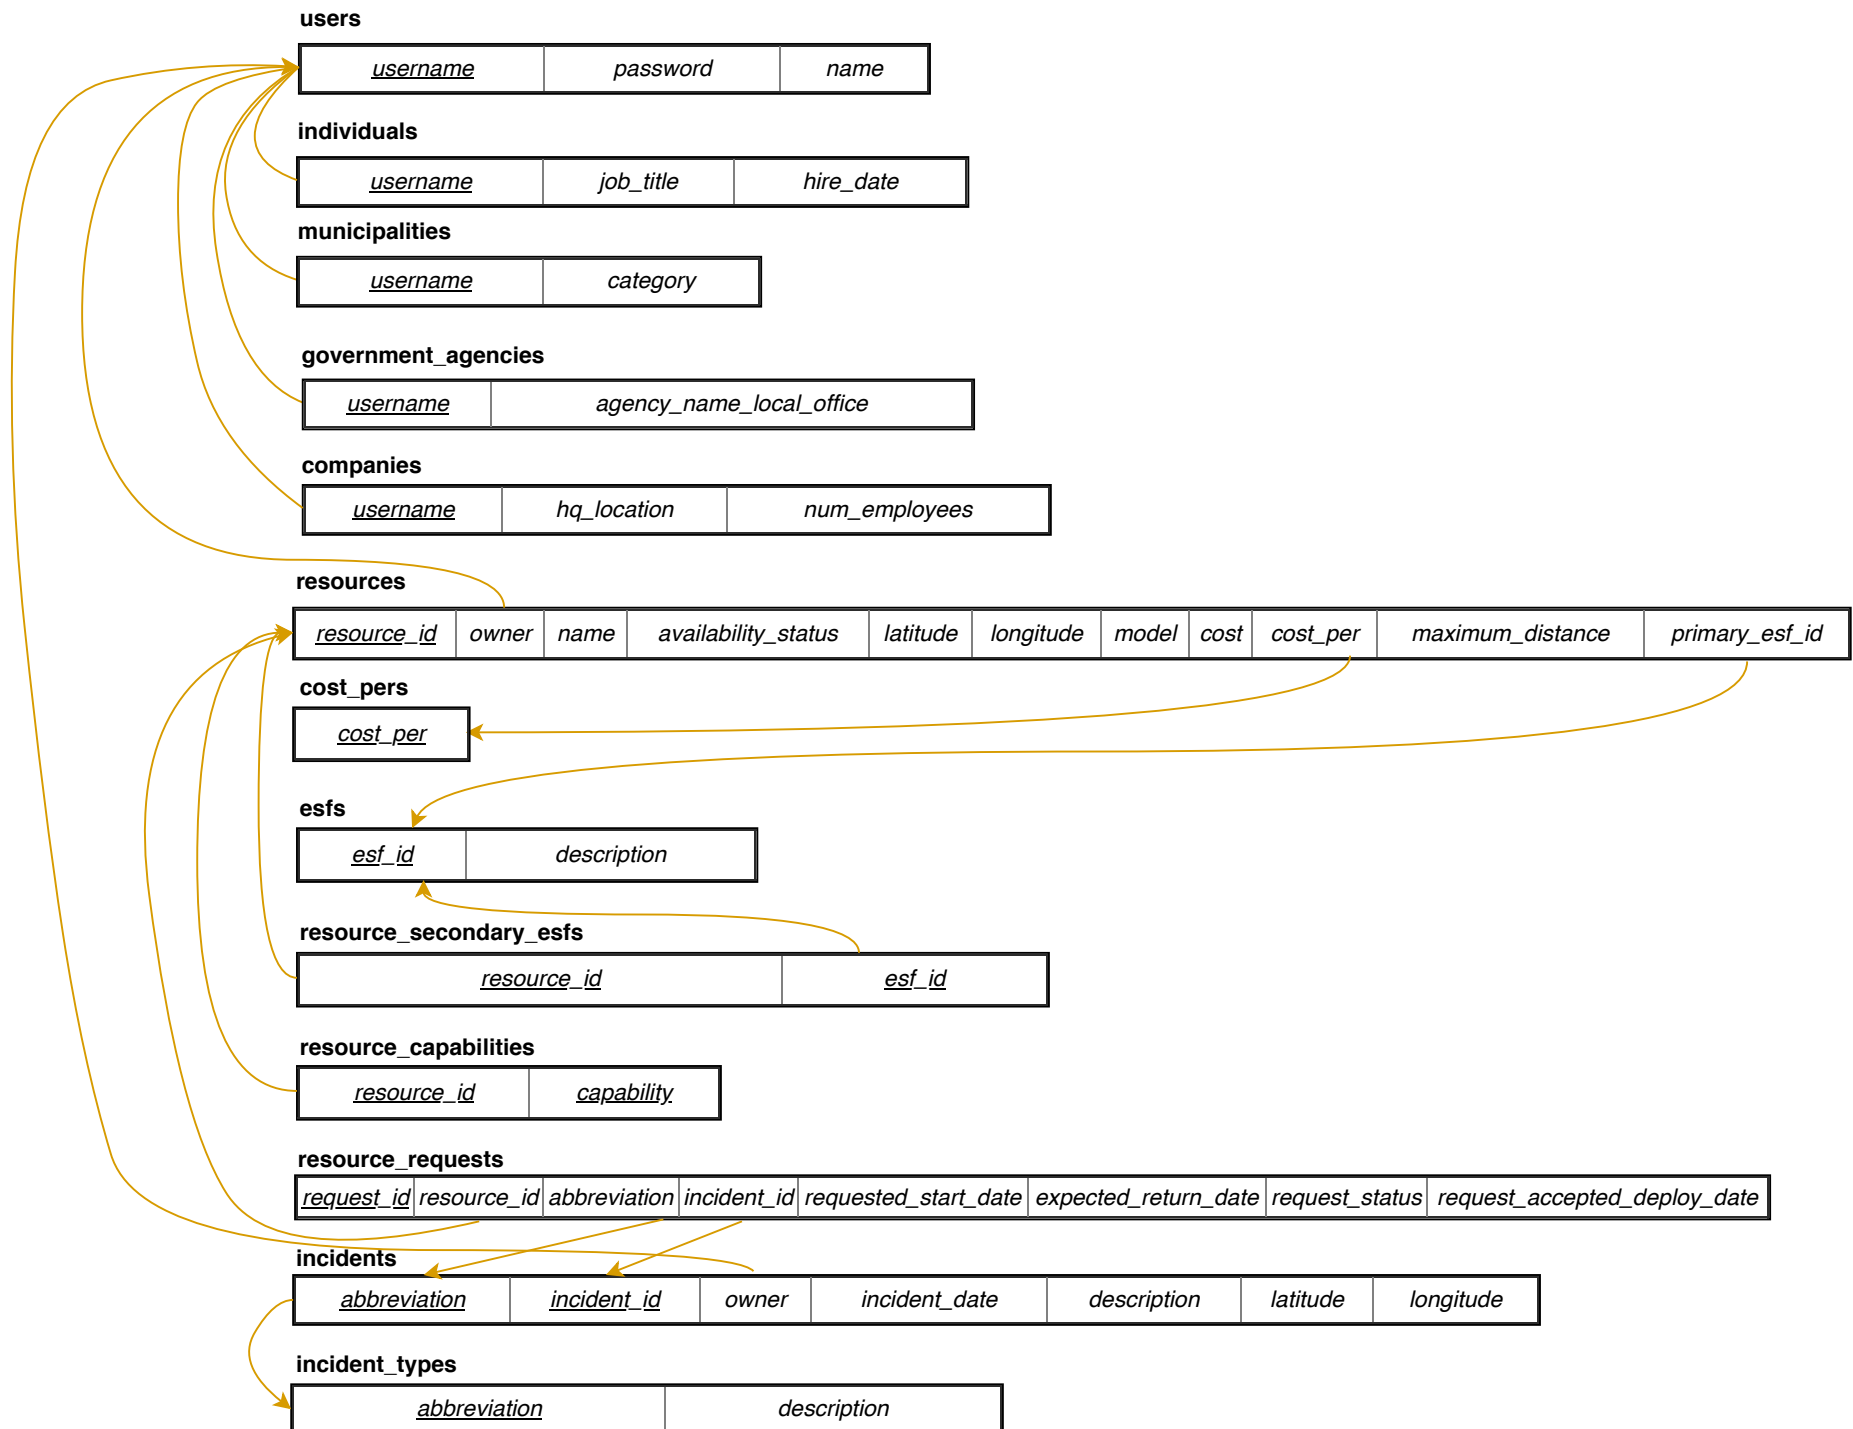 users
username password name
individuals
username job_title hire_date
municipalities
username category
government_agencies
username agency_name_local_office
companies
username hq_location num_employees
resources
resource_id owner name availability_status latitude longitude model cost cost_per maximum_distance primary_esf_id
cost_pers
cost_per
esfs
esf_id description
resource_secondary_esfs
resource_id esf_id
resource_capabilities
resource_id capability
resource_requests
request_id resource_id abbreviation incident_id requested_start_date expected_return_date request_status request_accepted_deploy_date
incidents
abbreviation incident_id owner incident_date description latitude longitude
incident_types
abbreviation description